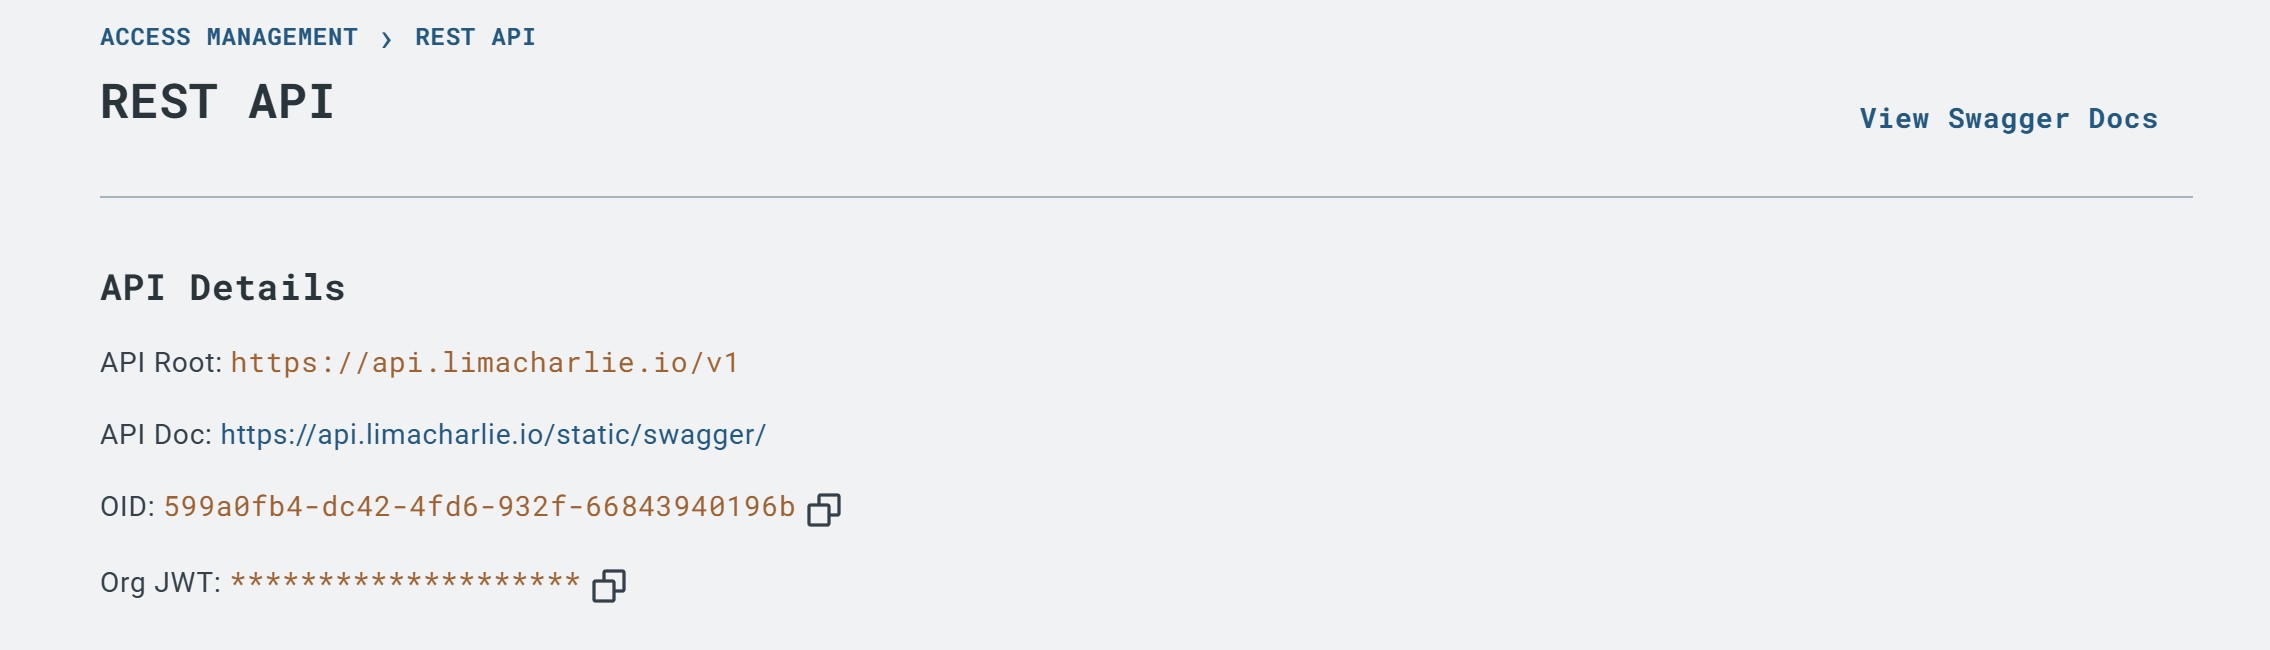 ACCESS MANAGEMENT › REST API
REST API
View Swagger Docs
API Details
API Root: https://api.limacharlie.io/v1
API Doc: https://api.limacharlie.io/static/swagger/
OID: 599a0fb4-dc42-4fd6-932f-66843940196b
Org JWT: ********************